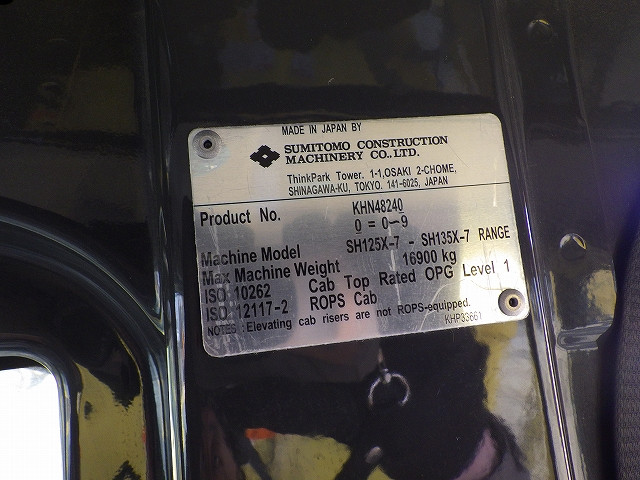 MADE IN JAPAN BY
SUMITOMO CONSTRUCTION
MACHINERY CO.,LTD.
ThinkPark Tower. 1-1,OSAKI 2-CHOME,
SHINAGAWA-KU, TOKYO. 141-6025, JAPAN
Product No. KHN48240
0 = 0~9
Machine Model SH125X-7 - SH135X-7 RANGE
Max Machine Weight 16900 kg
ISO 10262 Cab Top Rated OPG Level 1
ISO 12117-2 ROPS Cab
NOTES : Elevating cab risers are not ROPS-equipped.
KHP33661